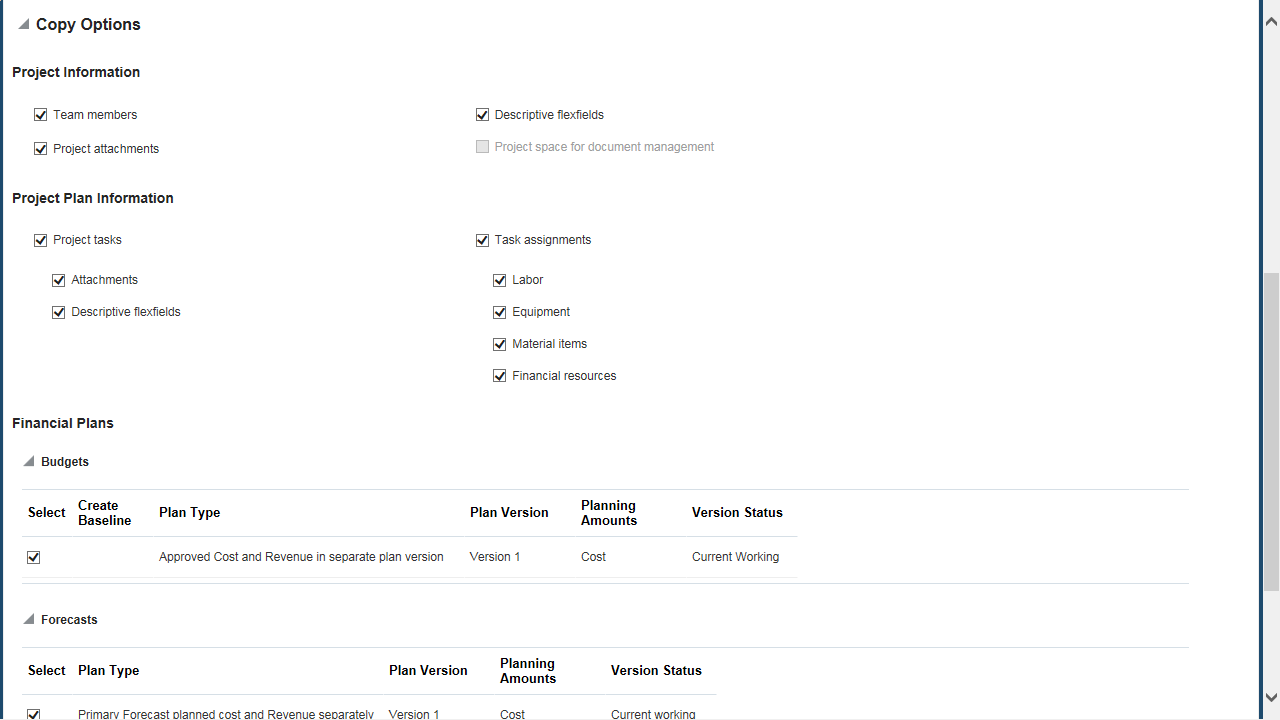 Copy Options
Project Information
Team members
Descriptive flexfields
Project attachments
Project space for document management
Project Plan Information
Project tasks
Task assignments
Attachments
Labor
Descriptive flexfields
Equipment
Material items
Financial resources
Financial Plans
Budgets
Select Create Baseline Plan Type Plan Version Planning Amounts Version Status
Approved Cost and Revenue in separate plan version Version 1 Cost Current Working
Forecasts
Select Plan Type Plan Version Planning Amounts Version Status
Primary Forecast planned cost and Revenue separately Version 1 Cost Current working